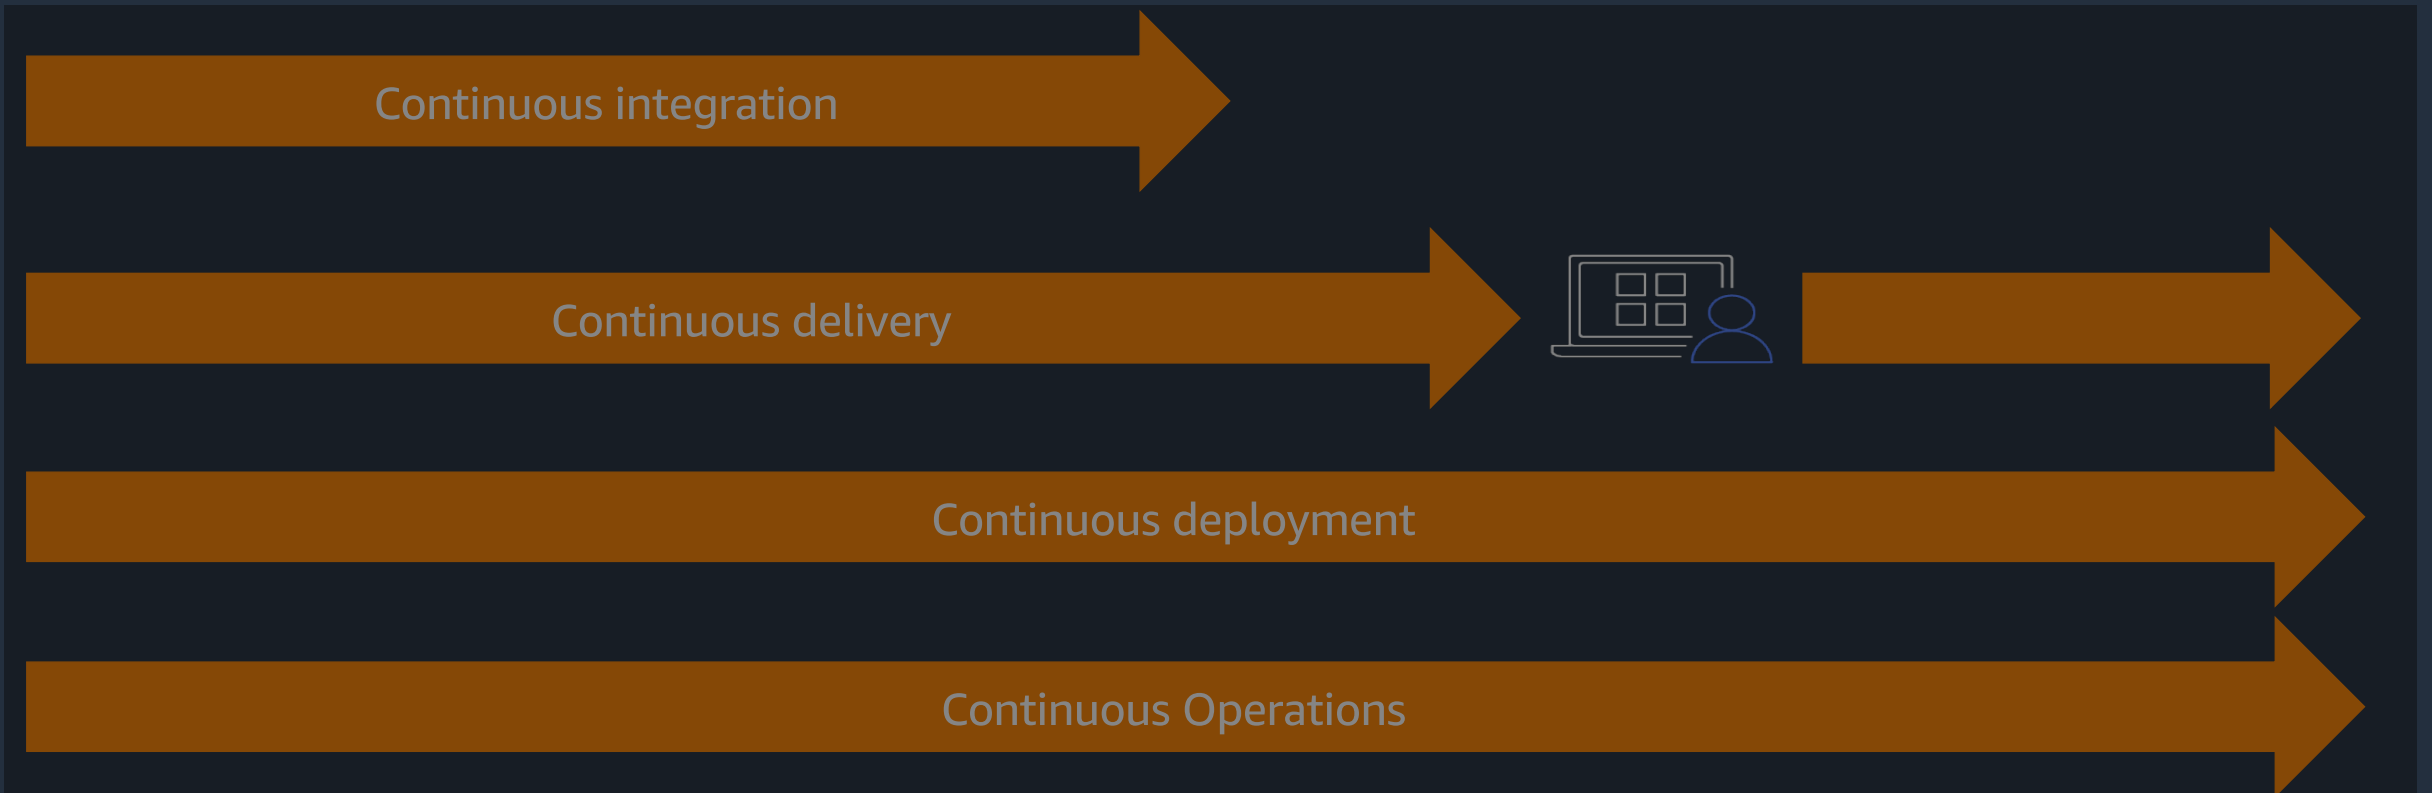 Continuous integration
Continuous delivery
Continuous deployment
Continuous Operations